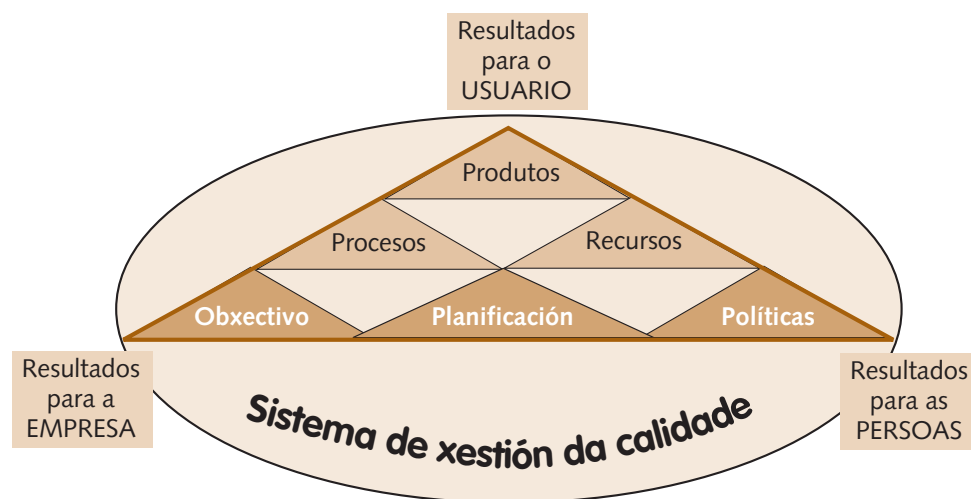 Resultados
para o
USUARIO
Produtos
Procesos
Recursos
Obxectivo
Planificación
Políticas
Resultados
para a
EMPRESA
Resultados
para as
PERSOAS
Sistema de xestión da calidade